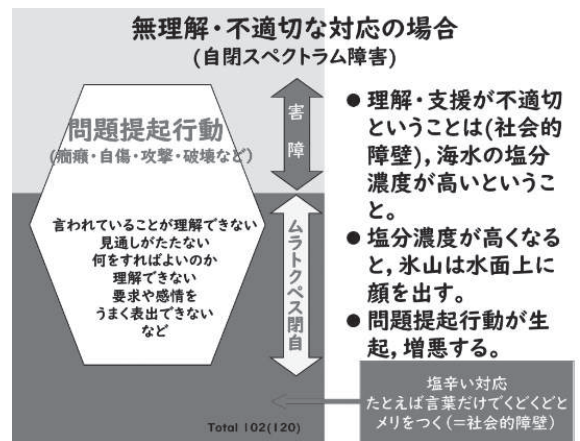 無理解・不適切な対応の場合
(自閉スペクトラム障害)
問題提起行動
(癇癪・自傷・攻撃・破壊など)
言われていることが理解できない
見通しがたたない
何をすればよいのか
理解できない
要求や感情を
うまく表出できない
など
害障
ムラトクペス閉自
● 理解・支援が不適切
ということは(社会的
障壁),海水の塩分
濃度が高いというこ
と。
● 塩分濃度が高くなる
と,氷山は水面上に
顔を出す。
● 問題提起行動が生
起,増悪する。
塩辛い対応
たとえば言葉だけでくどくどと
メリをつく(＝社会的障壁)
Total 102(120)